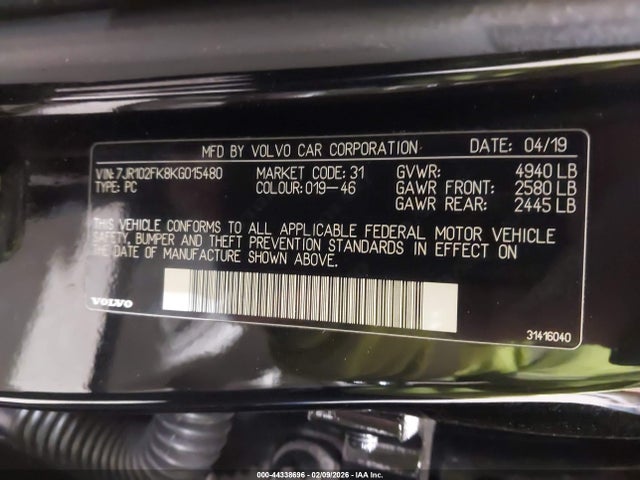 MFD BY VOLVO CAR CORPORATION DATE: 04/19
VIN: 7JR102FK8KG015480 MARKET CODE: 31 GVWR: 4940 LB
TYPE: PC COLOUR: 019-46 GAWR FRONT: 2580 LB
GAWR REAR: 2445 LB
THIS VEHICLE CONFORMS TO ALL APPLICABLE FEDERAL MOTOR VEHICLE
SAFETY, BUMPER AND THEFT PREVENTION STANDARDS IN EFFECT ON
THE DATE OF MANUFACTURE SHOWN ABOVE.
VOLVO
31416040
000-44338696 - 02/09/2026 - IAA Inc.